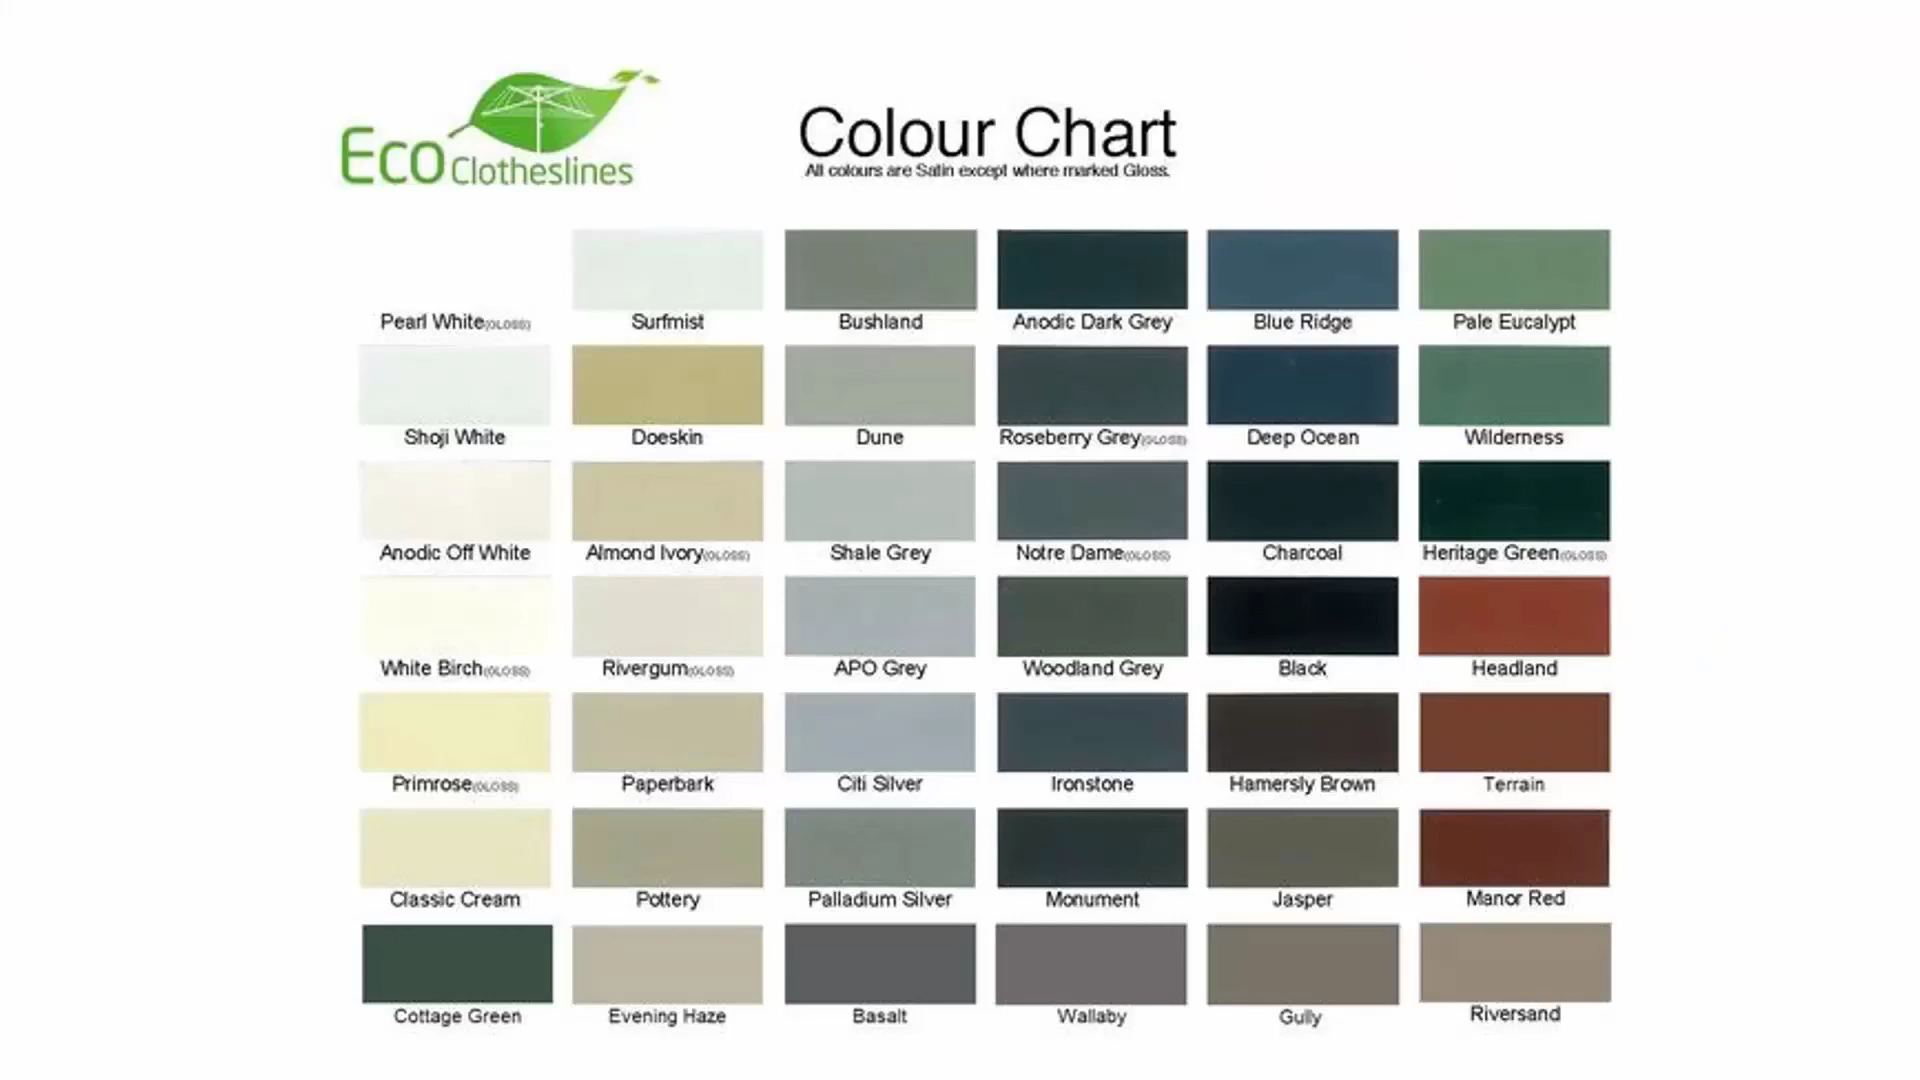 Eco Clotheslines
Colour Chart
All colours are Satin except where marked Gloss.
Pearl White(GLOSS) Surfmist Bushland Anodic Dark Grey Blue Ridge Pale Eucalypt
Shoji White Doeskin Dune Roseberry Grey(GLOSS) Deep Ocean Wilderness
Anodic Off White Almond Ivory(GLOSS) Shale Grey Notre Dame(GLOSS) Charcoal Heritage Green(GLOSS)
White Birch(GLOSS) Rivergum(GLOSS) APO Grey Woodland Grey Black Headland
Primrose(GLOSS) Paperbark Citi Silver Ironstone Hamersly Brown Terrain
Classic Cream Pottery Palladium Silver Monument Jasper Manor Red
Cottage Green Evening Haze Basalt Wallaby Gully Riversand